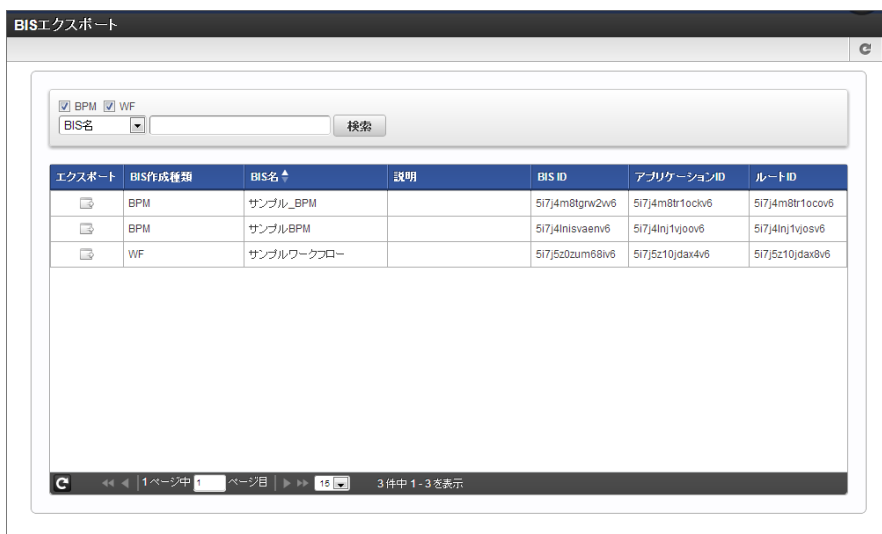 BISエクスポート
BPM WF
BIS名 検索
エクスポート BIS作成種類 BIS名 説明 BIS ID アプリケーションID ルートID
BPM サンプル_BPM 5i7j4m8tgrw2w6 5i7j4m8tr1ockv6 5i7j4m8tr1ocov6
BPM サンプルBPM 5i7j4lnisvaenv6 5i7j4lnj1vjoov6 5i7j4lnj1vjosv6
WF サンプルワークフロー 5i7j5z0zum68iv6 5i7j5z10jdax4v6 5i7j5z10jdax8v6
1 ページ中 1 ページ目 15 3 件中 1 - 3 を表示